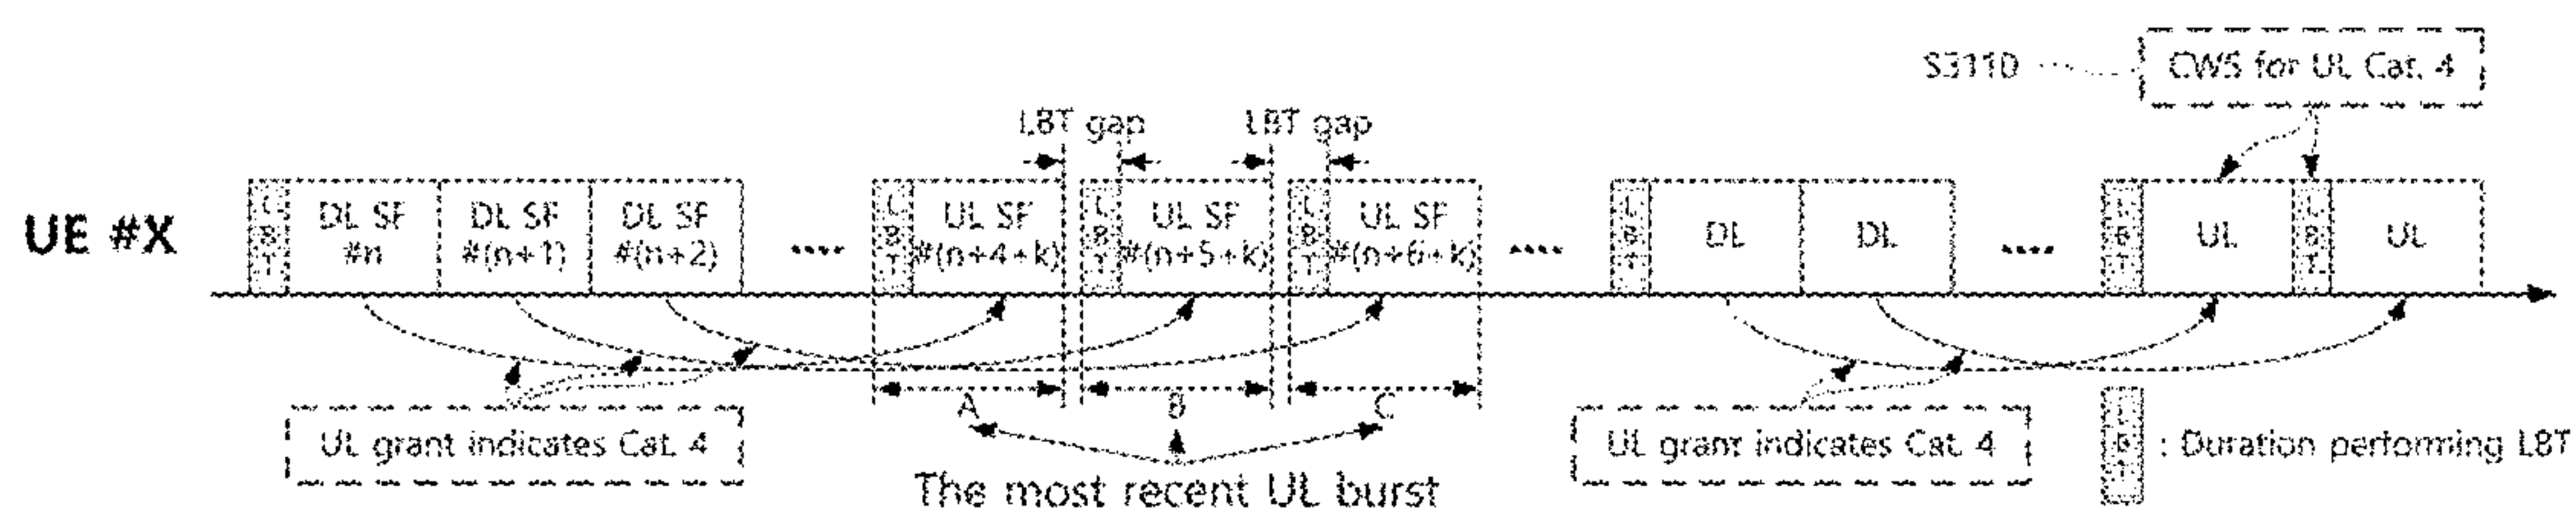 S3110
CWS for UL Cat. 4
LBT gap
LBT gap
UE #X
LBT
DL SF
#n
DL SF
#(n+1)
DL SF
#(n+2)
....
LBT
UL SF
#(n+4+k)
LBT
UL SF
#(n+5+k)
LBT
UL SF
#(n+6+k)
....
LBT
DL
DL
....
LBT
UL
LBT
UL
A
B
C
UL grant indicates Cat. 4
The most recent UL burst
UL grant indicates Cat. 4
LBT
: Duration performing LBT